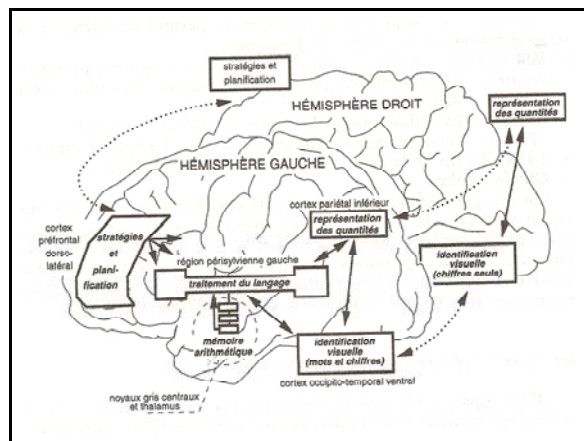 stratégies et
planification
HÉMISPHÈRE DROIT
représentation
des quantités
HÉMISPHÈRE GAUCHE
cortex pariétal inférieur
représentation
des quantités
cortex
préfrontal
dorso-
latéral
stratégies
et
plani-
fication
région périsylvienne gauche
traitement du langage
identification
visuelle
(chiffres seuls)
mémoire
arithmétique
identification
visuelle
(mots et chiffres)
cortex occipito-temporal ventral
noyaux gris centraux
et thalamus